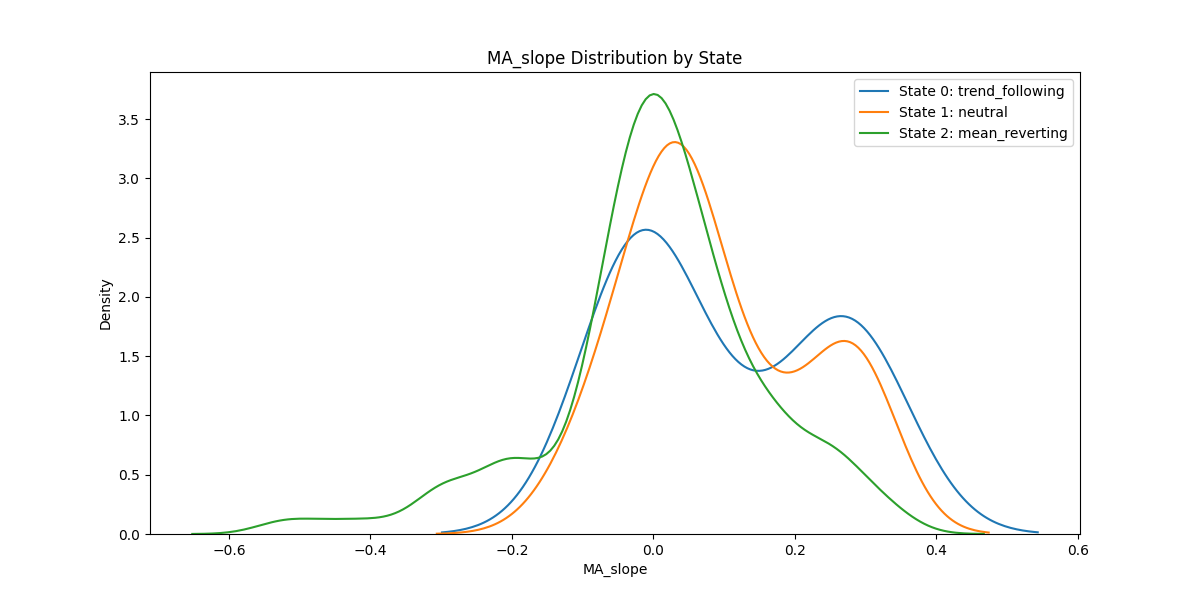 MA_slope Distribution by State
State 0: trend_following
State 1: neutral
State 2: mean_reverting
Density
3.5
3.0
2.5
2.0
1.5
1.0
0.5
0.0
−0.6
−0.4
−0.2
0.0
0.2
0.4
0.6
MA_slope